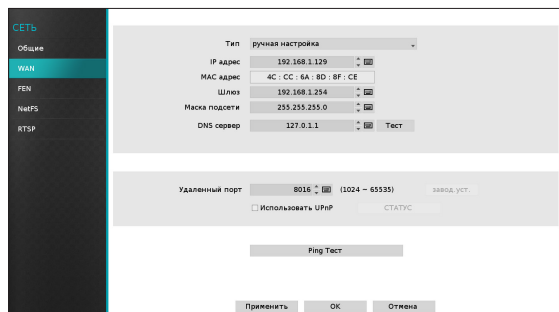 СЕТЬ
Общие
WAN
FEN
NetFS
RTSP
Тип ручная настройка
IP адрес 192.168.1.129
MAC адрес 4C : CC : 6A : 8D : 8F : CE
Шлюз 192.168.1.254
Маска подсети 255.255.255.0
DNS сервер 127.0.1.1 Тест
Удаленный порт 8016 (1024 ~ 65535) завод.уст.
Использовать UPnP СТАТУС
Ping Тест
Применить OK Отмена